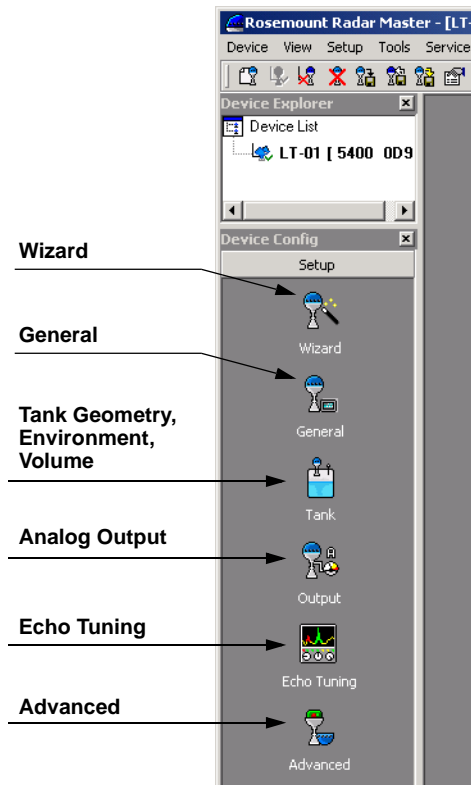 Rosemount Radar Master - [LT-
Device View Setup Tools Service
Device Explorer
Device List
LT-01 [ 5400 0D9
Device Config
Setup
Wizard
Wizard
General
General
Tank Geometry,
Environment,
Volume
Tank
Analog Output
Output
Echo Tuning
Echo Tuning
Advanced
Advanced